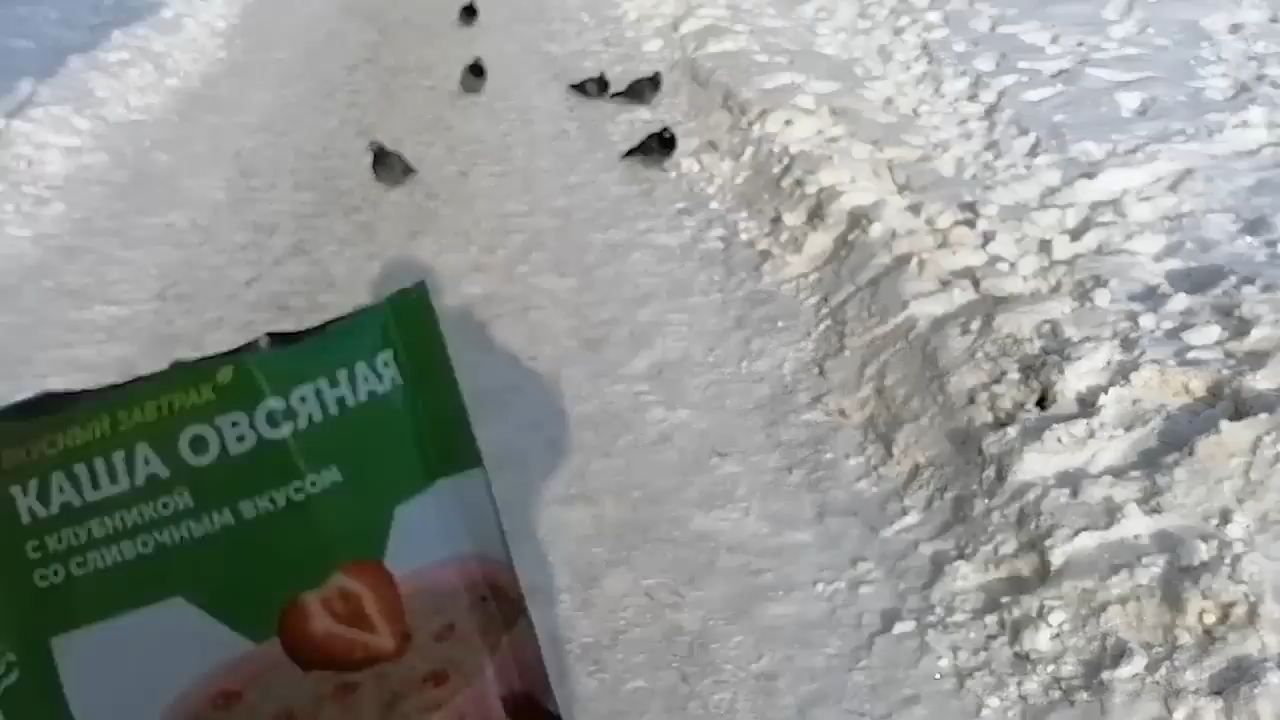 ВКУСНЫЙ ЗАВТРАК
КАША ОВСЯНАЯ
С КЛУБНИКОЙ
СО СЛИВОЧНЫМ ВКУСОМ